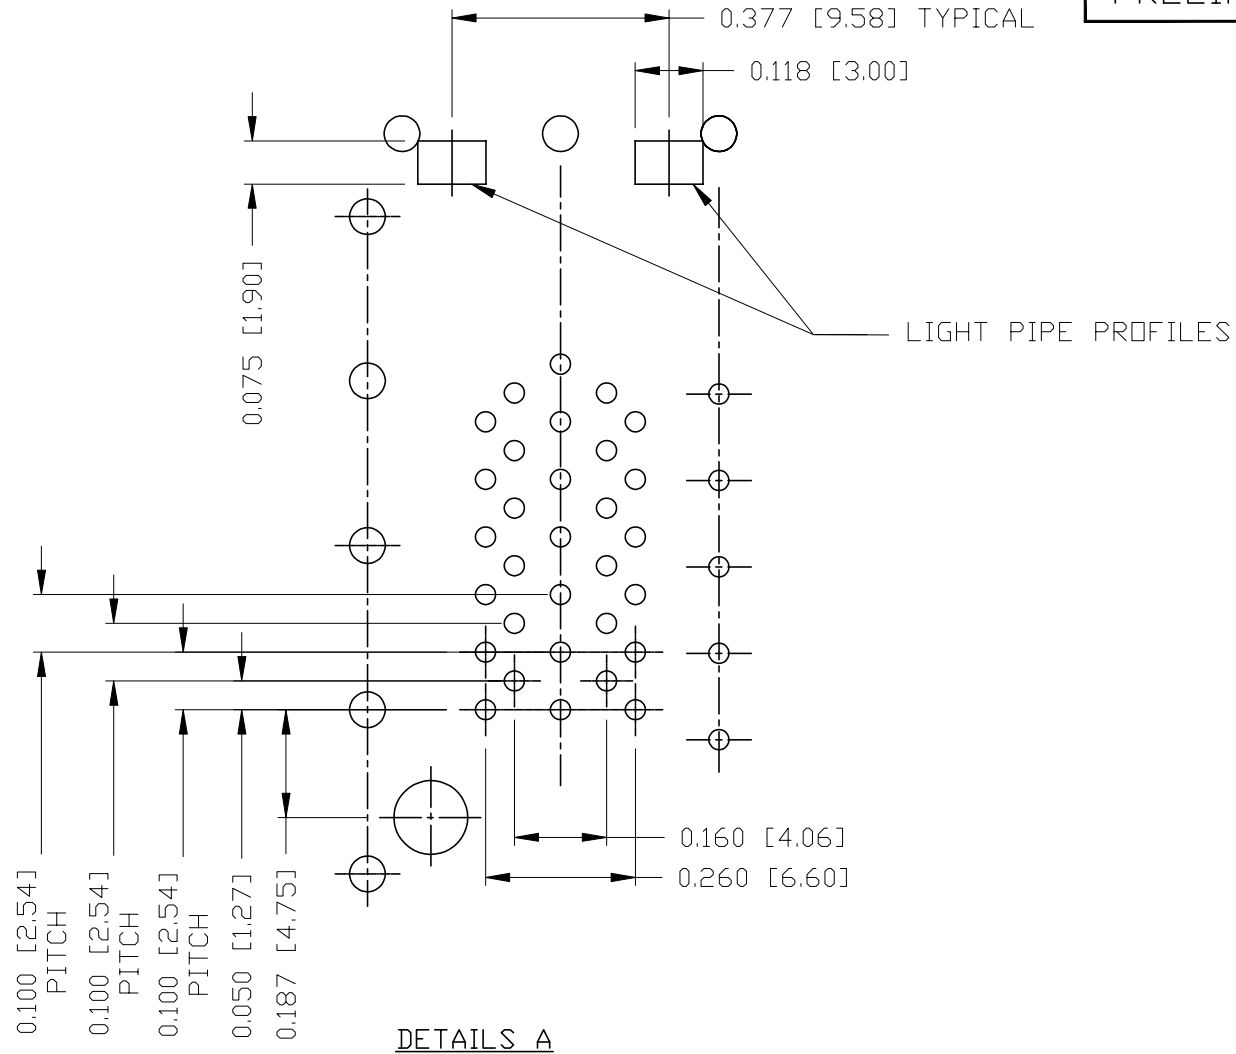 0.377 [9.58] TYPICAL
0.118 [3.00]
0.075 [1.90]
LIGHT PIPE PROFILES
0.160 [4.06]
0.260 [6.60]
0.100 [2.54]
PITCH
0.100 [2.54]
PITCH
0.100 [2.54]
PITCH
0.050 [1.27]
0.187 [4.75]
DETAILS A